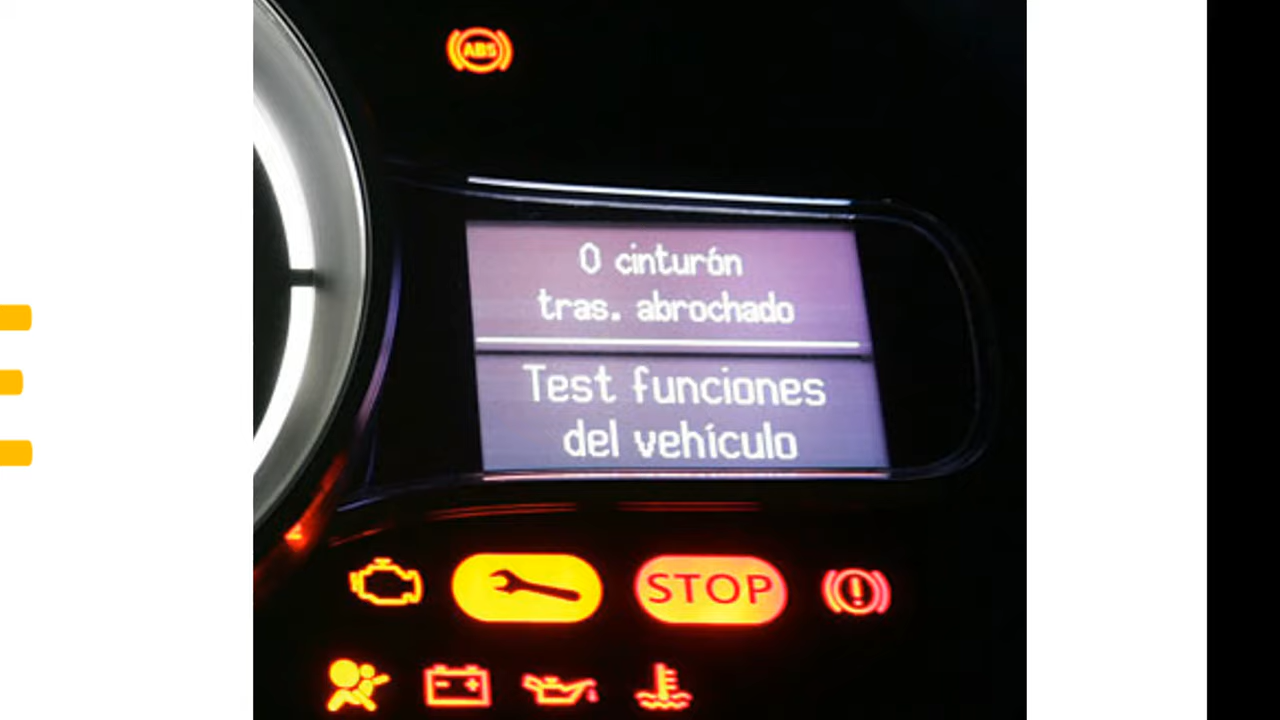 ABS
0 cinturón
tras. abrochado
Test funciones
del vehículo
STOP